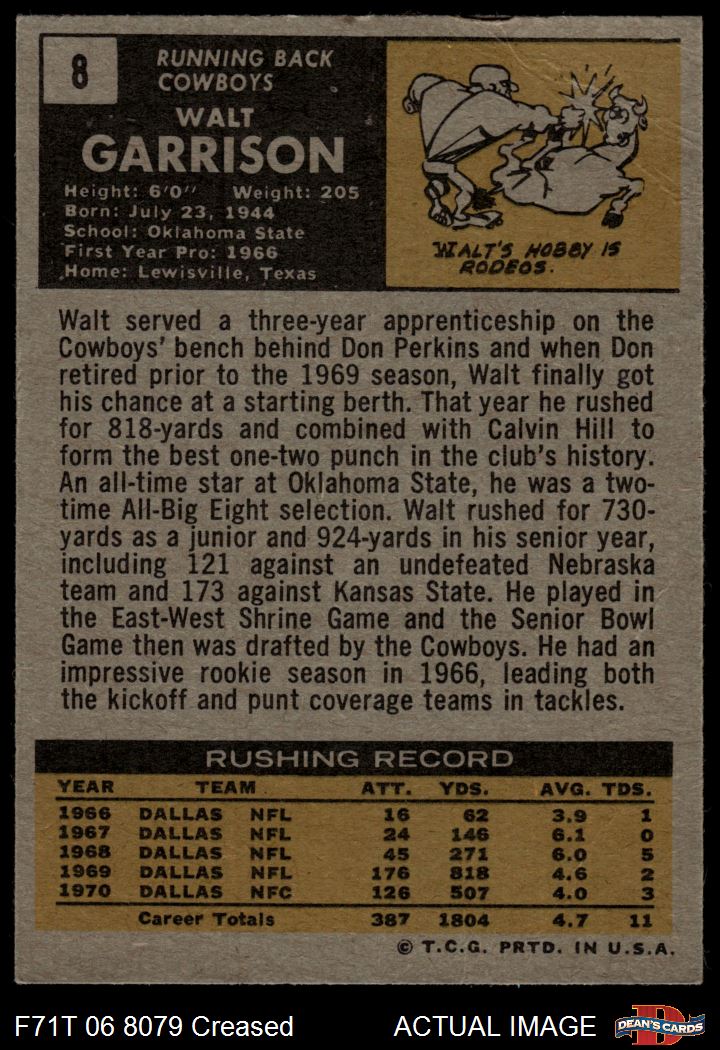 8
RUNNING BACK
COWBOYS
WALT
GARRISON
Height: 6'0" Weight: 205
Born: July 23, 1944
School: Oklahoma State
First Year Pro: 1966
Home: Lewisville, Texas
WALT'S HOBBY IS
RODEOS.
Walt served a three-year apprenticeship on the
Cowboys' bench behind Don Perkins and when Don
retired prior to the 1969 season, Walt finally got
his chance at a starting berth. That year he rushed
for 818-yards and combined with Calvin Hill to
form the best one-two punch in the club's history.
An all-time star at Oklahoma State, he was a two-
time All-Big Eight selection. Walt rushed for 730-
yards as a junior and 924-yards in his senior year,
including 121 against an undefeated Nebraska
team and 173 against Kansas State. He played in
the East-West Shrine Game and the Senior Bowl
Game then was drafted by the Cowboys. He had an
impressive rookie season in 1966, leading both
the kickoff and punt coverage teams in tackles.
RUSHING RECORD
YEAR TEAM ATT. YDS. AVG. TDS.
1966 DALLAS NFL 16 62 3.9 1
1967 DALLAS NFL 24 146 6.1 0
1968 DALLAS NFL 45 271 6.0 5
1969 DALLAS NFL 176 818 4.6 2
1970 DALLAS NFC 126 507 4.0 3
Career Totals 387 1804 4.7 11
© T.C.G. PRTD. IN U.S.A.
F71T 06 8079 Creased ACTUAL IMAGE
D
DEAN'S CARDS